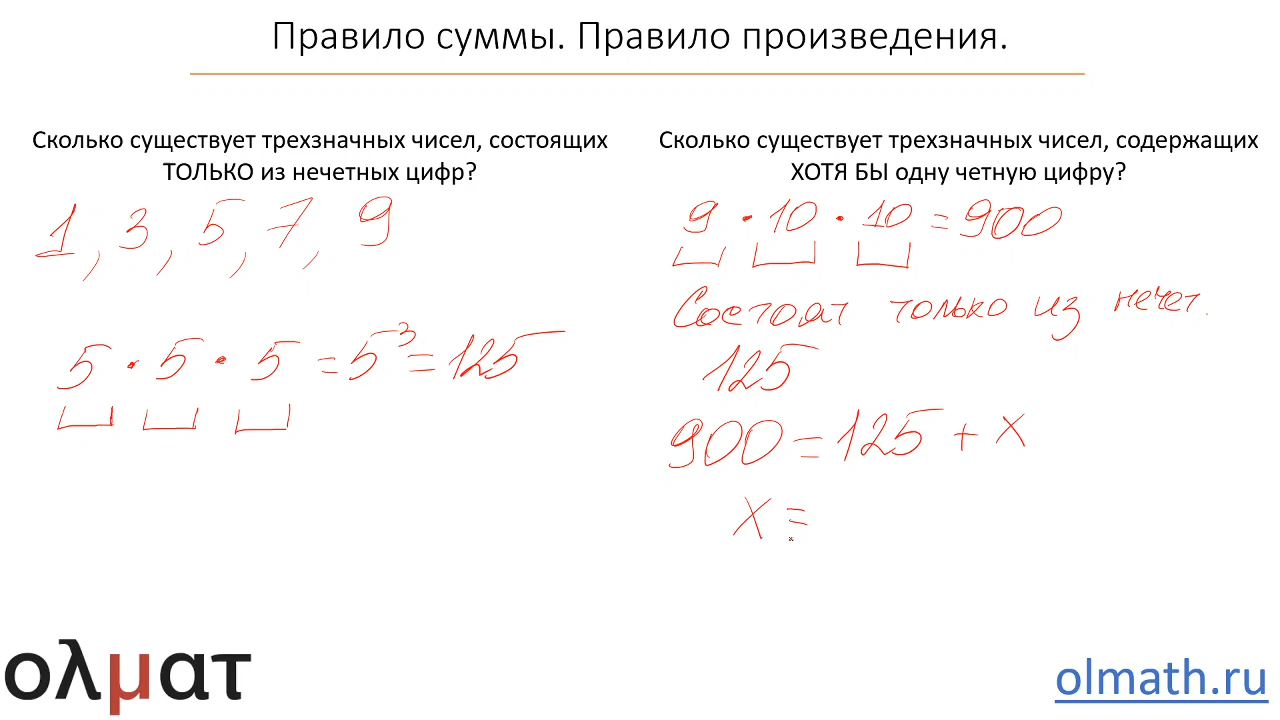 Правило суммы. Правило произведения.
Сколько существует трехзначных чисел, состоящих
ТОЛЬКО из нечетных цифр?
1, 3, 5, 7, 9
5 · 5 · 5 = 5³ = 125
Сколько существует трехзначных чисел, содержащих
ХОТЯ БЫ одну четную цифру?
9 · 10 · 10 = 900
Состоят только из нечет.
125
900 = 125 + x
x =
ολματ
olmath.ru